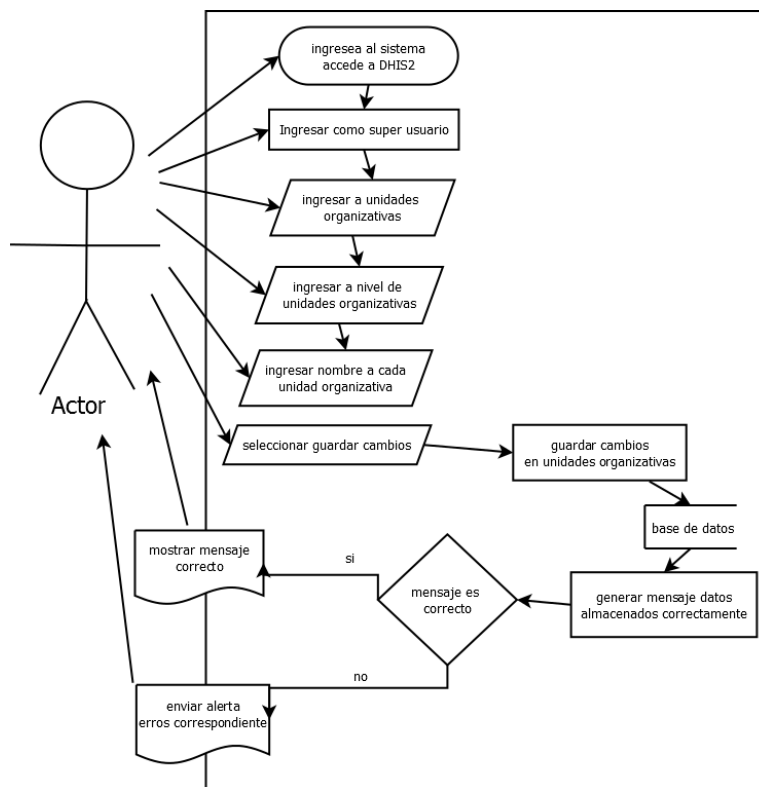 ingresea al sistema
accede a DHIS2
Ingresar como super usuario
ingresar a unidades
organizativas
ingresar a nivel de
unidades organizativas
ingresar nombre a cada
unidad organizativa
Actor
seleccionar guardar cambios
guardar cambios
en unidades organizativas
base de datos
generar mensaje datos
almacenados correctamente
mensaje es
correcto
si
mostrar mensaje
correcto
no
enviar alerta
erros correspondiente